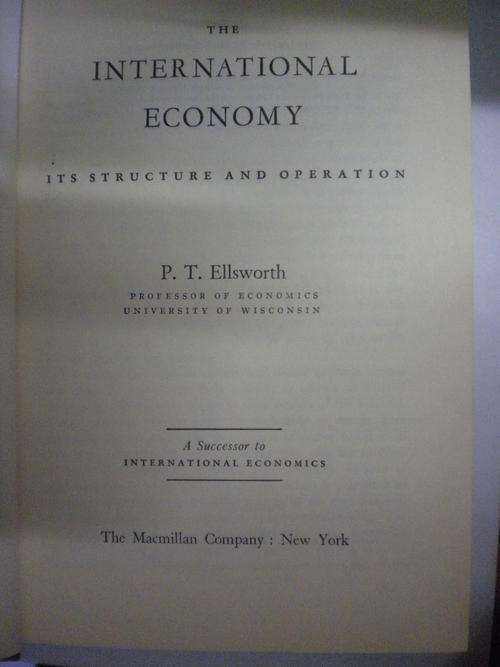 THE
INTERNATIONAL
ECONOMY
ITS STRUCTURE AND OPERATION
P. T. Ellsworth
PROFESSOR OF ECONOMICS
UNIVERSITY OF WISCONSIN
A Successor to
INTERNATIONAL ECONOMICS
The Macmillan Company : New York